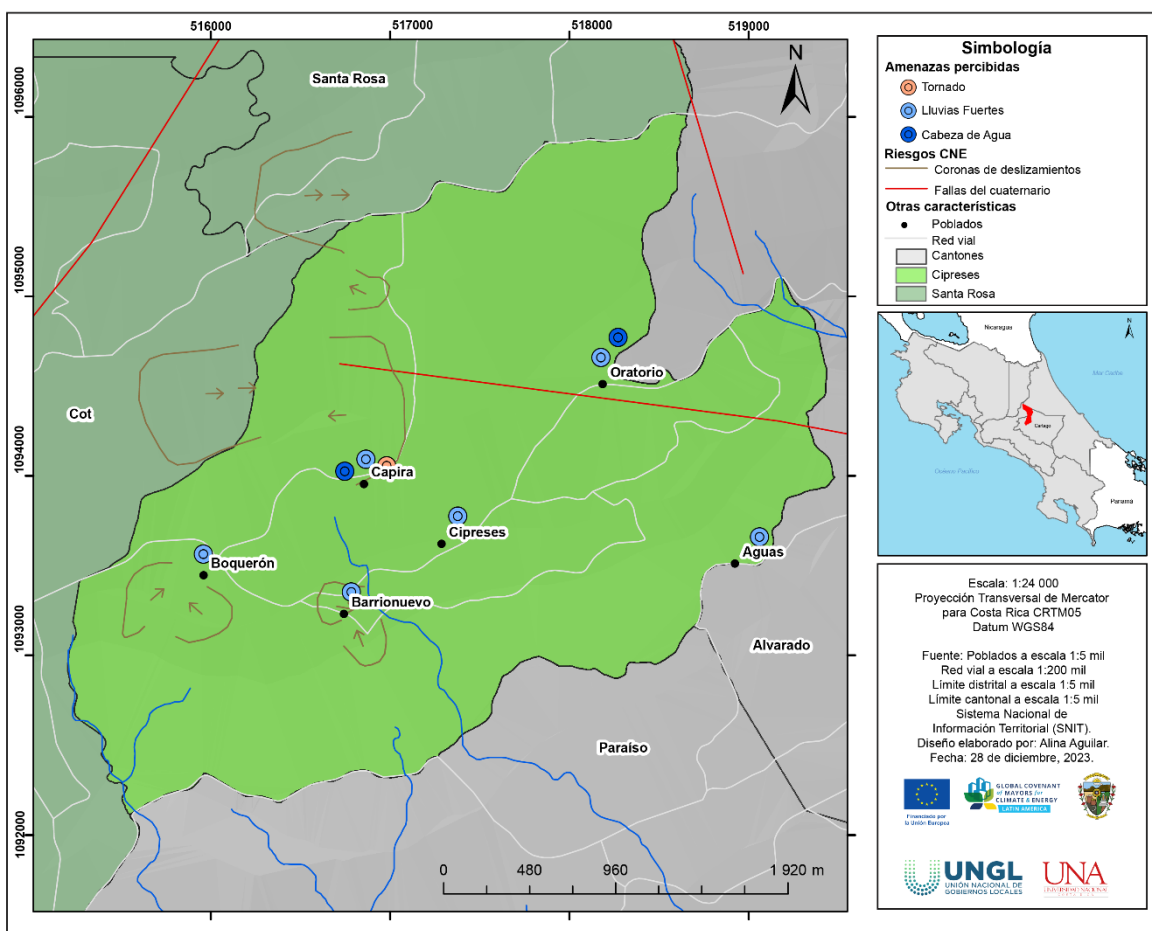 516000
517000
518000
519000
1096000
1095000
1094000
1093000
1092000
N
Santa Rosa
Cot
Oratorio
Capira
Cipreses
Boquerón
Aguas
Barrionuevo
Alvarado
Paraíso
0 480 960 1 920 m
Simbología
Amenazas percibidas
Tornado
Lluvias Fuertes
Cabeza de Agua
Riesgos CNE
Coronas de deslizamientos
Fallas del cuaternario
Otras características
Poblados
Red vial
Cantones
Cipreses
Santa Rosa
N
Nicaragua
Mar Caribe
Cartago
Océano Pacífico
Panamá
Escala: 1:24 000
Proyección Transversal de Mercator
para Costa Rica CRTM05
Datum WGS84
Fuente: Poblados a escala 1:5 mil
Red vial a escala 1:200 mil
Límite distrital a escala 1:5 mil
Límite cantonal a escala 1:5 mil
Sistema Nacional de
Información Territorial (SNIT).
Diseño elaborado por: Alina Aguilar.
Fecha: 28 de diciembre, 2023.
Financiado por
la Unión Europea
GLOBAL COVENANT
of MAYORS for
CLIMATE & ENERGY
LATIN AMERICA
UNGL
UNIÓN NACIONAL DE
GOBIERNOS LOCALES
UNA
UNIVERSIDAD NACIONAL